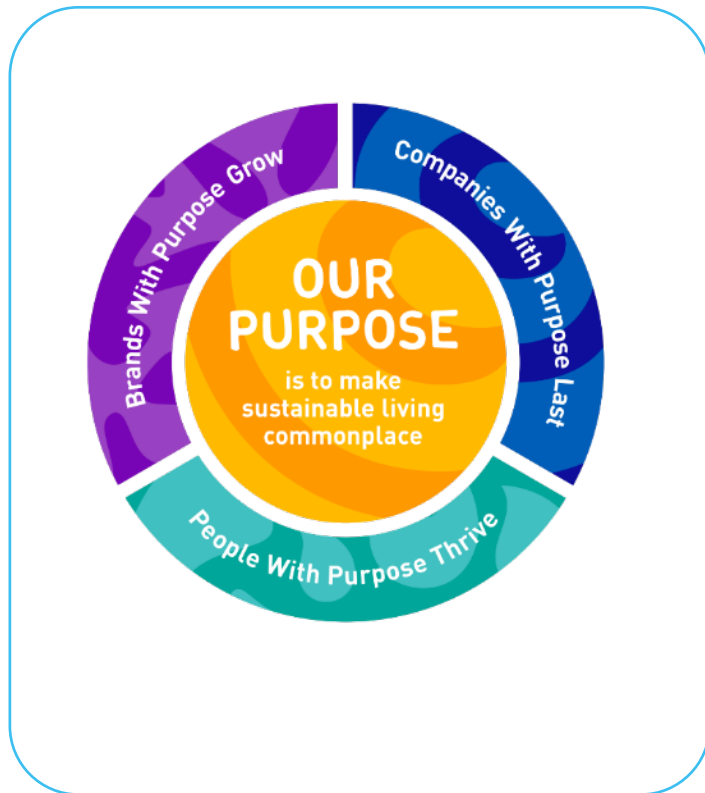 Brands With Purpose Grow
Companies With Purpose Last
OUR
PURPOSE
is to make
sustainable living
commonplace
People With Purpose Thrive